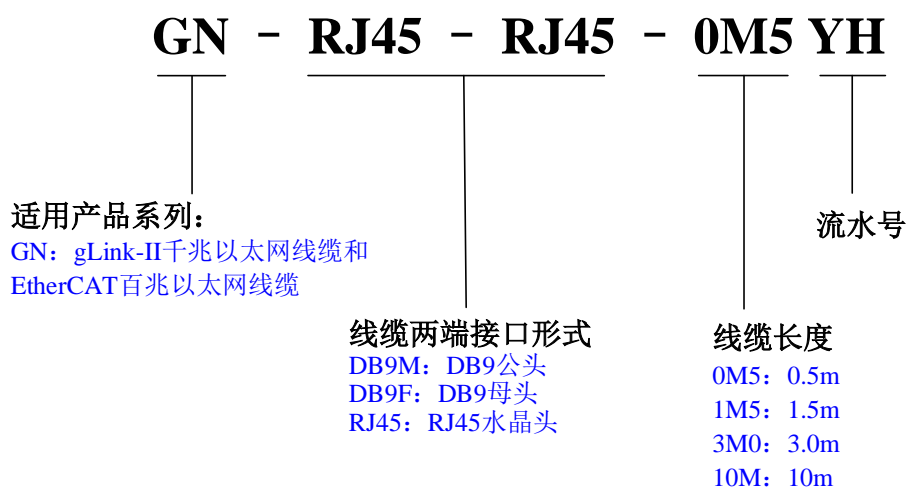 GN - RJ45 - RJ45 - 0M5 YH
适用产品系列：
GN：gLink-II千兆以太网线缆和
EtherCAT百兆以太网线缆
流水号
线缆两端接口形式
DB9M：DB9公头
DB9F：DB9母头
RJ45：RJ45水晶头
线缆长度
0M5：0.5m
1M5：1.5m
3M0：3.0m
10M：10m